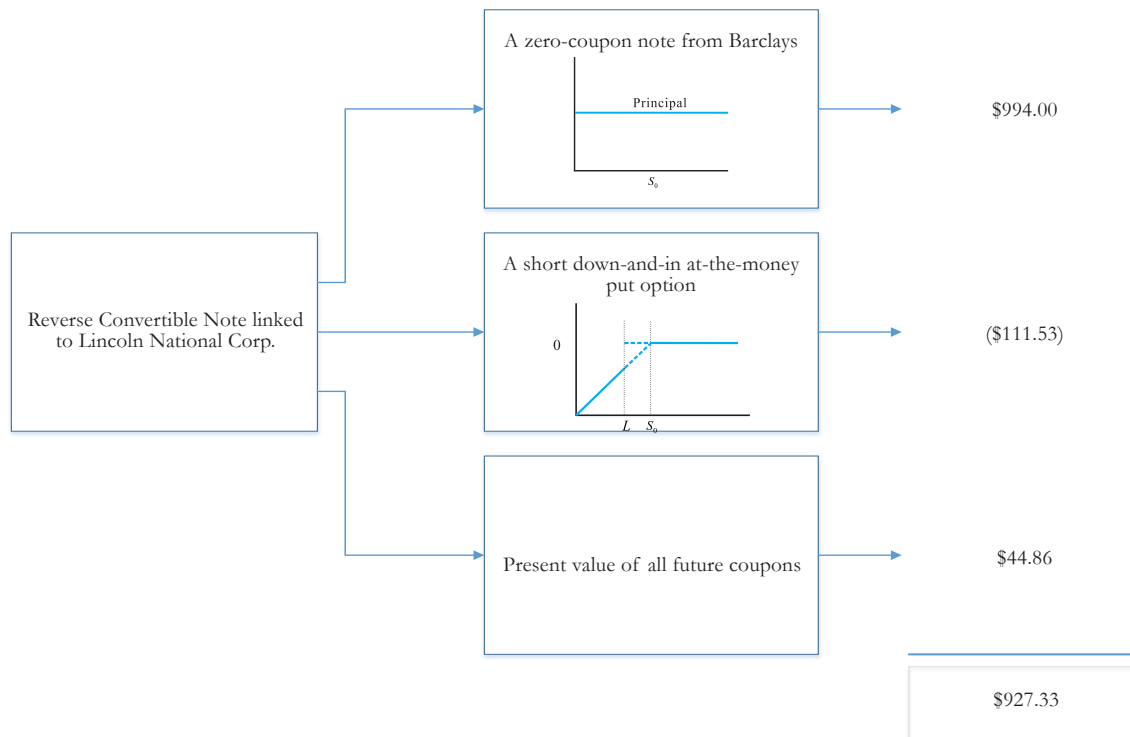 A zero-coupon note from Barclays
Principal
S₀
$994.00
Reverse Convertible Note linked
to Lincoln National Corp.
A short down-and-in at-the-money
put option
0
L S₀
($111.53)
Present value of all future coupons
$44.86
$927.33